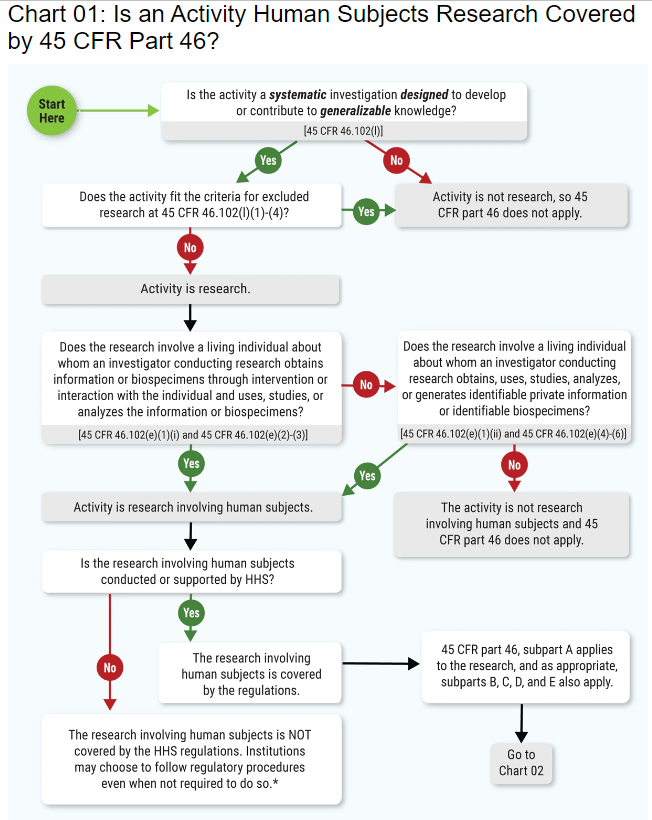 Chart 01: Is an Activity Human Subjects Research Covered
by 45 CFR Part 46?
Start
Here
Is the activity a systematic investigation designed to develop
or contribute to generalizable knowledge?
[45 CFR 46.102(l)]
Yes
No
Does the activity fit the criteria for excluded
research at 45 CFR 46.102(l)(1)-(4)?
Yes
Activity is not research, so 45
CFR part 46 does not apply.
No
Activity is research.
Does the research involve a living individual about
whom an investigator conducting research obtains
information or biospecimens through intervention or
interaction with the individual and uses, studies, or
analyzes the information or biospecimens?
[45 CFR 46.102(e)(1)(i) and 45 CFR 46.102(e)(2)-(3)]
No
Does the research involve a living individual
about whom an investigator conducting
research obtains, uses, studies, analyzes,
or generates identifiable private information
or identifiable biospecimens?
[45 CFR 46.102(e)(1)(ii) and 45 CFR 46.102(e)(4)-(6)]
Yes
Yes
No
Activity is research involving human subjects.
The activity is not research
involving human subjects and 45
CFR part 46 does not apply.
Is the research involving human subjects
conducted or supported by HHS?
Yes
No
The research involving
human subjects is covered
by the regulations.
45 CFR part 46, subpart A applies
to the research, and as appropriate,
subparts B, C, D, and E also apply.
The research involving human subjects is NOT
covered by the HHS regulations. Institutions
may choose to follow regulatory procedures
even when not required to do so.*
Go to
Chart 02